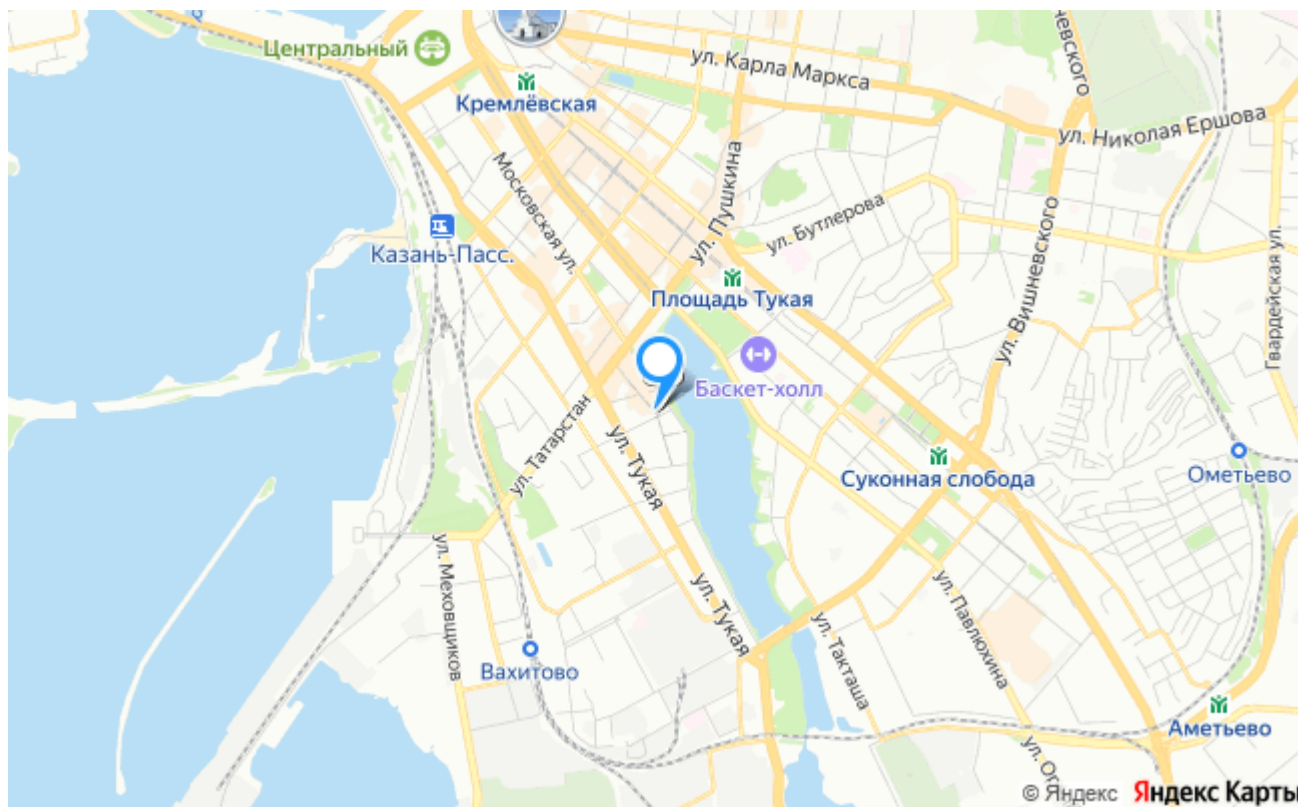 Центральный
ул. Карла Маркса
Кремлёвская
ул. Николая Ершова
Московская ул.
ул. Пушкина
ул. Бутлерова
ул. Вишневского
Гвардейская ул.
Казань-Пасс.
Площадь Тукая
Баскет-холл
ул. Татарстан
ул. Тукая
Суконная слобода
Ометьево
ул. Меховщиков
ул. Тукая
ул. Павлюхина
ул. Такташа
Вахитово
Аметьево
© Яндекс Яндекс Карты